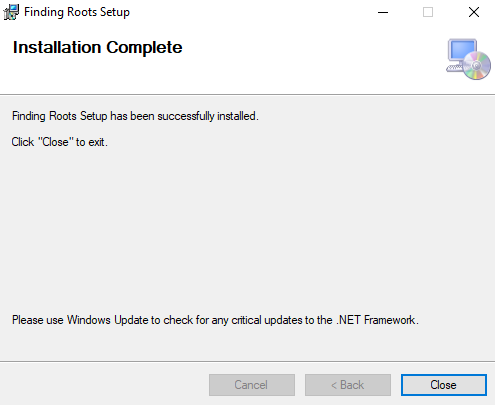 Finding Roots Setup
Installation Complete
Finding Roots Setup has been successfully installed.
Click "Close" to exit.
Please use Windows Update to check for any critical updates to the .NET Framework.
Cancel
< Back
Close